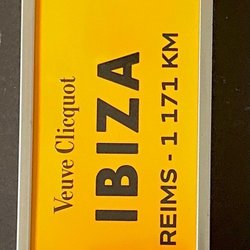 Veuve Clicquot
IBIZA
REIMS - 1 171 KM